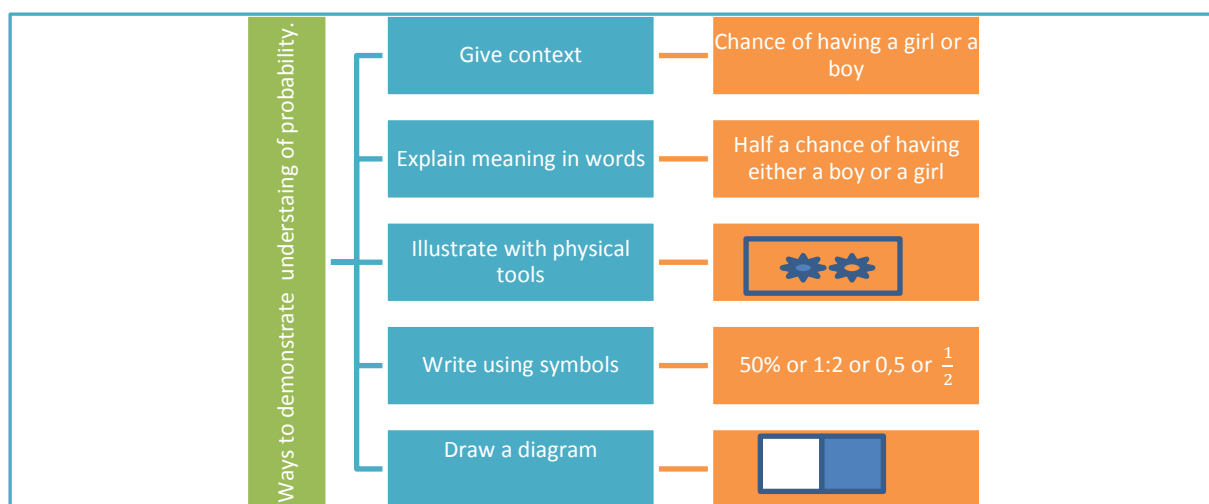 Ways to demonstrate understaing of probability.
Give context
Chance of having a girl or a
boy
Explain meaning in words
Half a chance of having
either a boy or a girl
Illustrate with physical
tools
Write using symbols
50% or 1:2 or 0,5 or 1/2
Draw a diagram